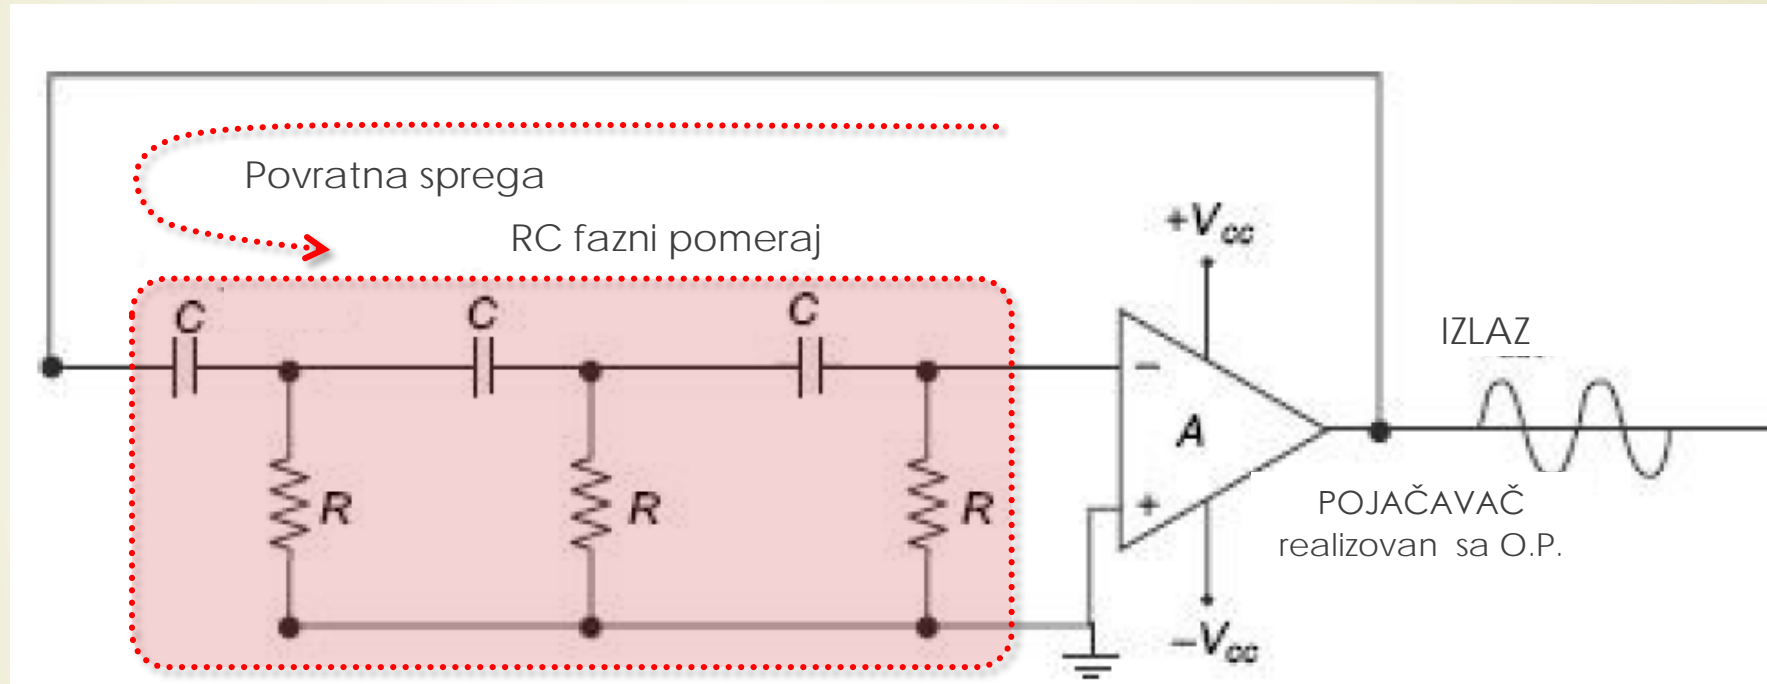 Povratna sprega
RC fazni pomeraj
+Vcc
C
C
C
IZLAZ
−
A
R
R
R
+
POJAČAVAČ
realizovan sa O.P.
−Vcc